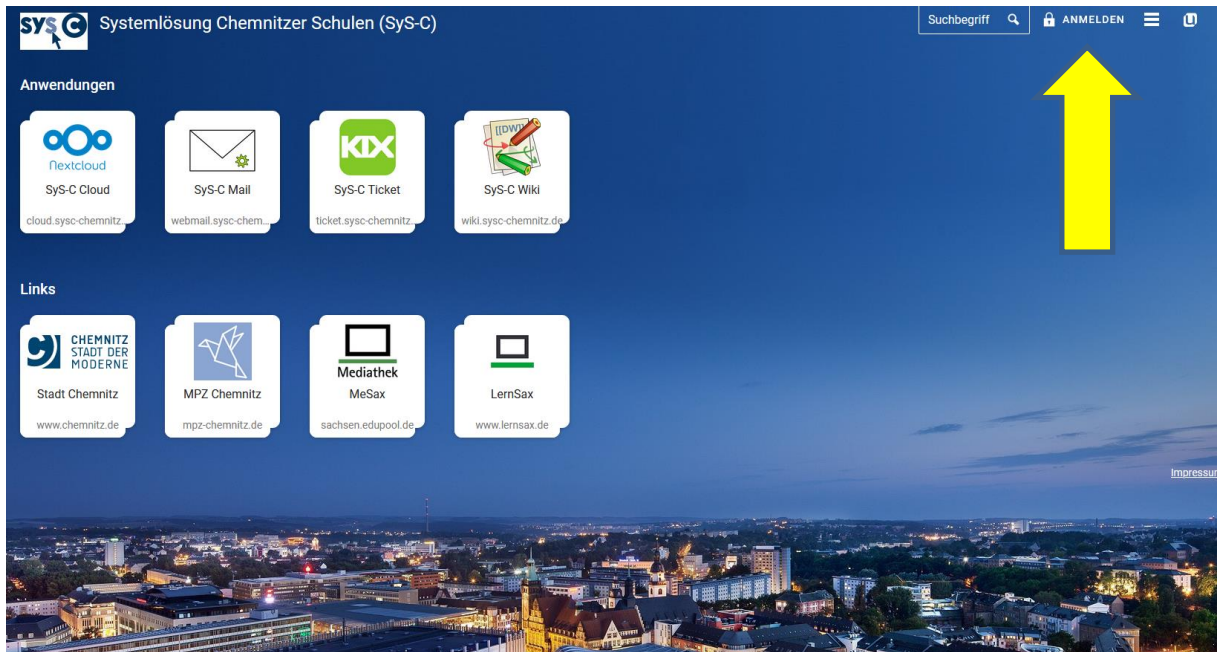 SYS C Systemlösung Chemnitzer Schulen (SyS-C)
Suchbegriff ANMELDEN
Anwendungen
Nextcloud
SyS-C Cloud
cloud.sysc-chemnitz...
SyS-C Mail
webmail.sysc-chem...
KIX
SyS-C Ticket
ticket.sysc-chemnitz...
[[DW]]
SyS-C Wiki
wiki.sysc-chemnitz.de
Links
CHEMNITZ
STADT DER
MODERNE
Stadt Chemnitz
www.chemnitz.de
MPZ Chemnitz
mpz-chemnitz.de
Mediathek
MeSax
sachsen.edupool.de
LernSax
www.lernsax.de
Impressu